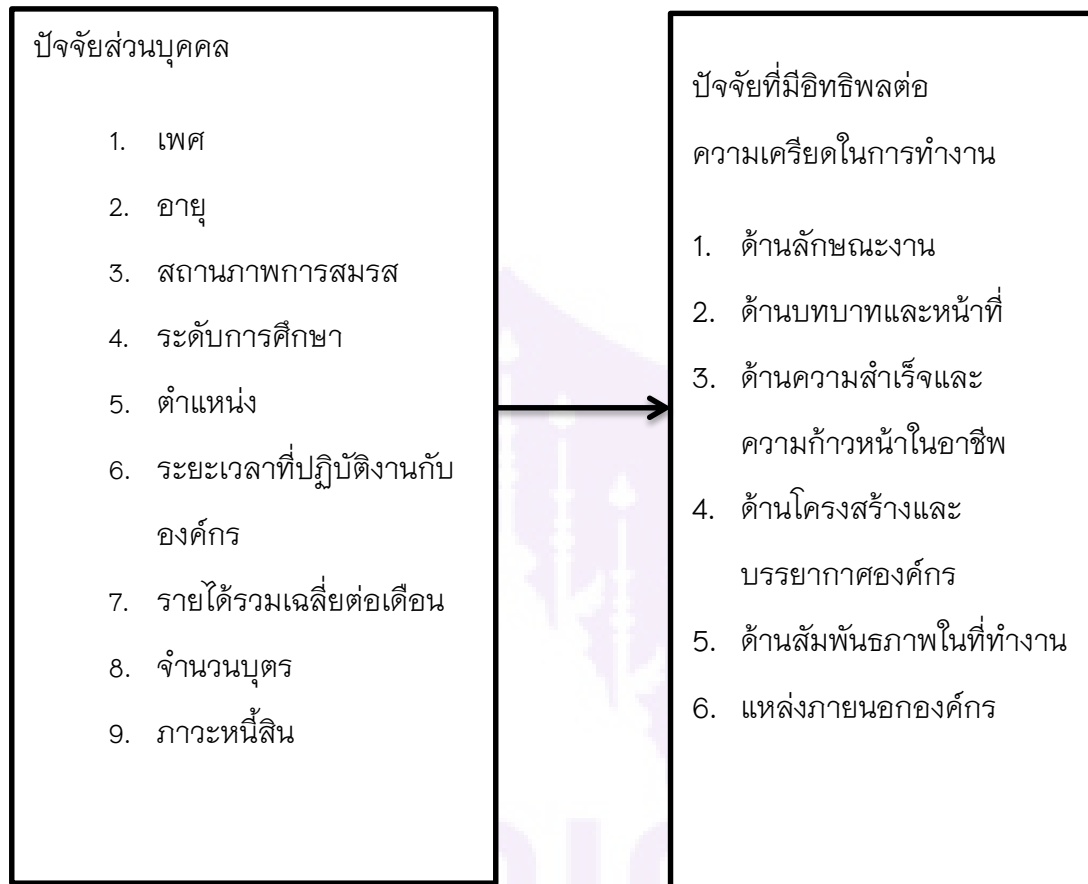 ปัจจัยส่วนบุคคล
1. เพศ
2. อายุ
3. สถานภาพการสมรส
4. ระดับการศึกษา
5. ตำแหน่ง
6. ระยะเวลาที่ปฏิบัติงานกับ
องค์กร
7. รายได้รวมเฉลี่ยต่อเดือน
8. จำนวนบุตร
9. ภาวะหนี้สิน
ปัจจัยที่มีอิทธิพลต่อ
ความเครียดในการทำงาน
1. ด้านลักษณะงาน
2. ด้านบทบาทและหน้าที่
3. ด้านความสำเร็จและ
ความก้าวหน้าในอาชีพ
4. ด้านโครงสร้างและ
บรรยากาศองค์กร
5. ด้านสัมพันธภาพในที่ทำงาน
6. แหล่งภายนอกองค์กร